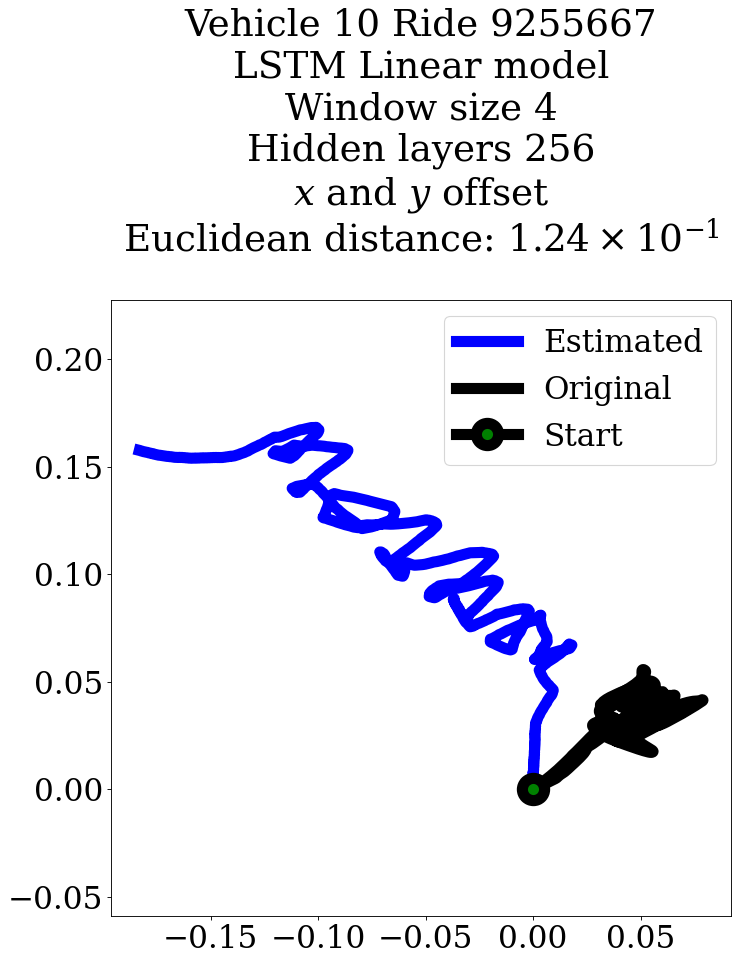 Vehicle 10 Ride 9255667
LSTM Linear model
Window size 4
Hidden layers 256
x and y offset
Euclidean distance: 1.24 × 10⁻¹
Estimated
Original
Start
0.20
0.15
0.10
0.05
0.00
−0.05
−0.15 −0.10 −0.05 0.00 0.05